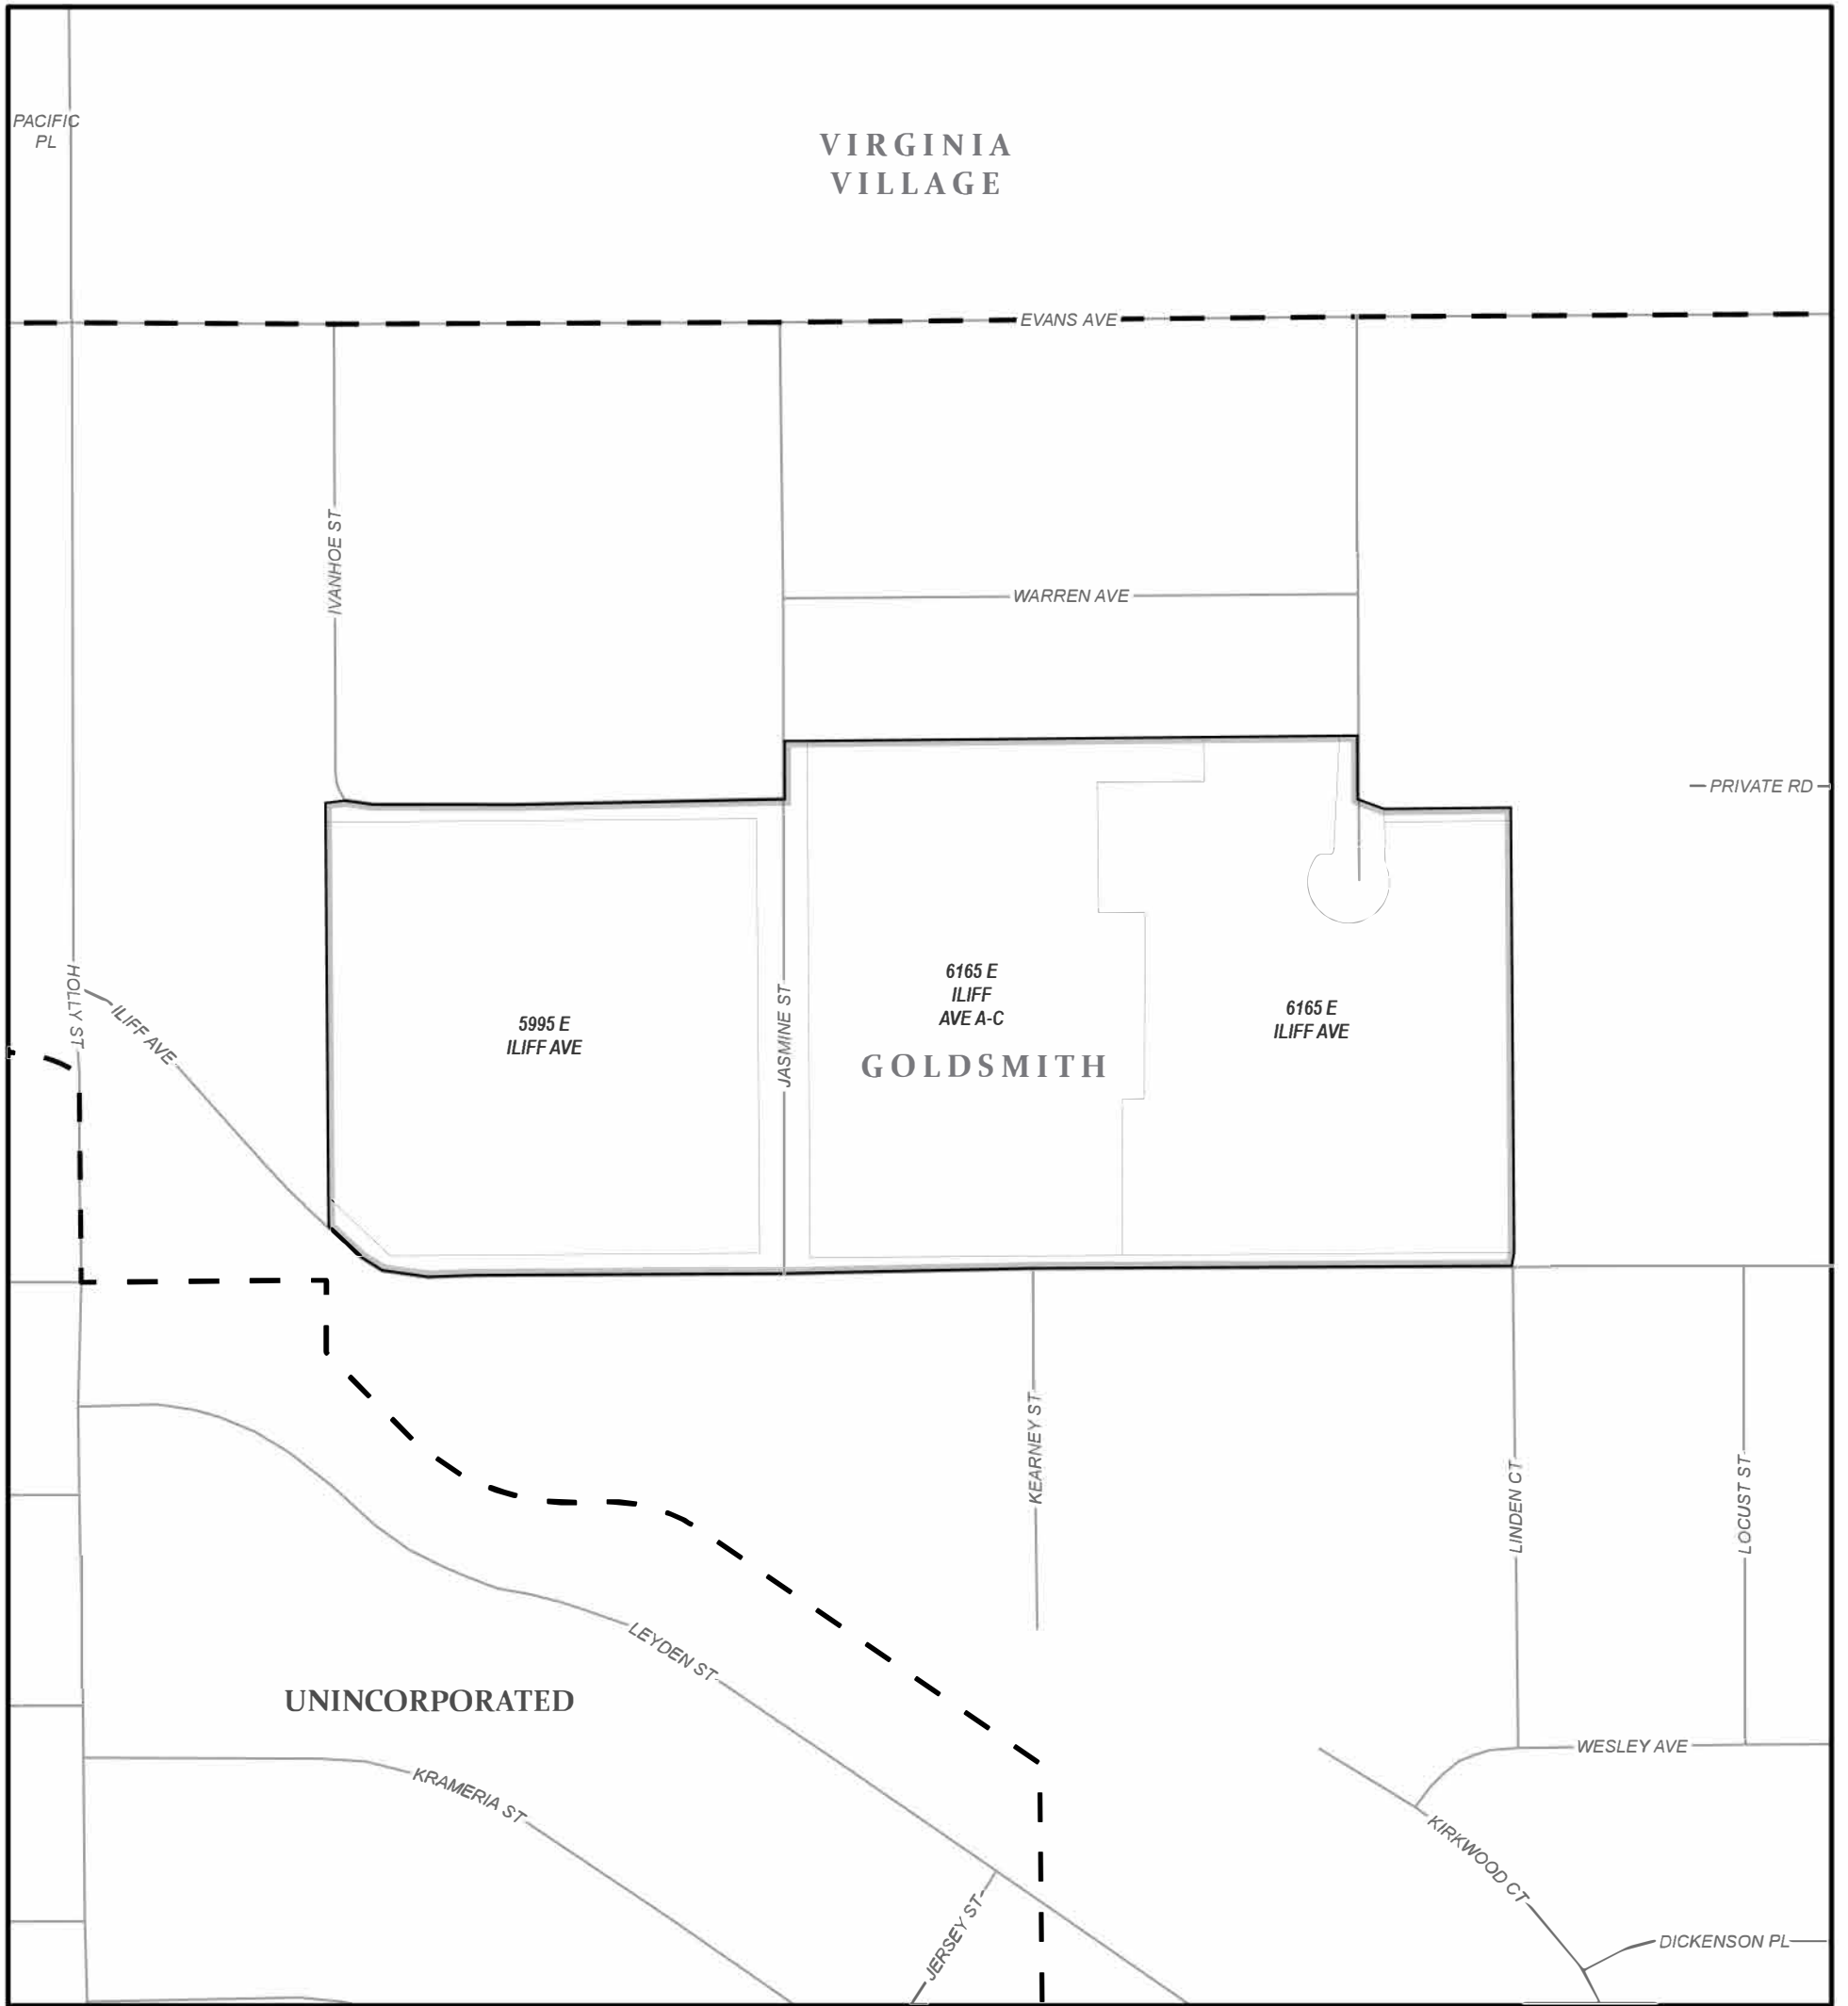 PACIFIC
PL
VIRGINIA
VILLAGE
EVANS AVE
IVANHOE ST
WARREN AVE
PRIVATE RD
HOLLY ST
ILIFF AVE
5995 E
ILIFF AVE
JASMINE ST
6165 E
ILIFF
AVE A-C
GOLDSMITH
6165 E
ILIFF AVE
KEARNEY ST
LINDEN CT
LOCUST ST
LEYDEN ST
UNINCORPORATED
KRAMERIA ST
WESLEY AVE
KIRKWOOD CT
JERSEY ST
DICKENSON PL